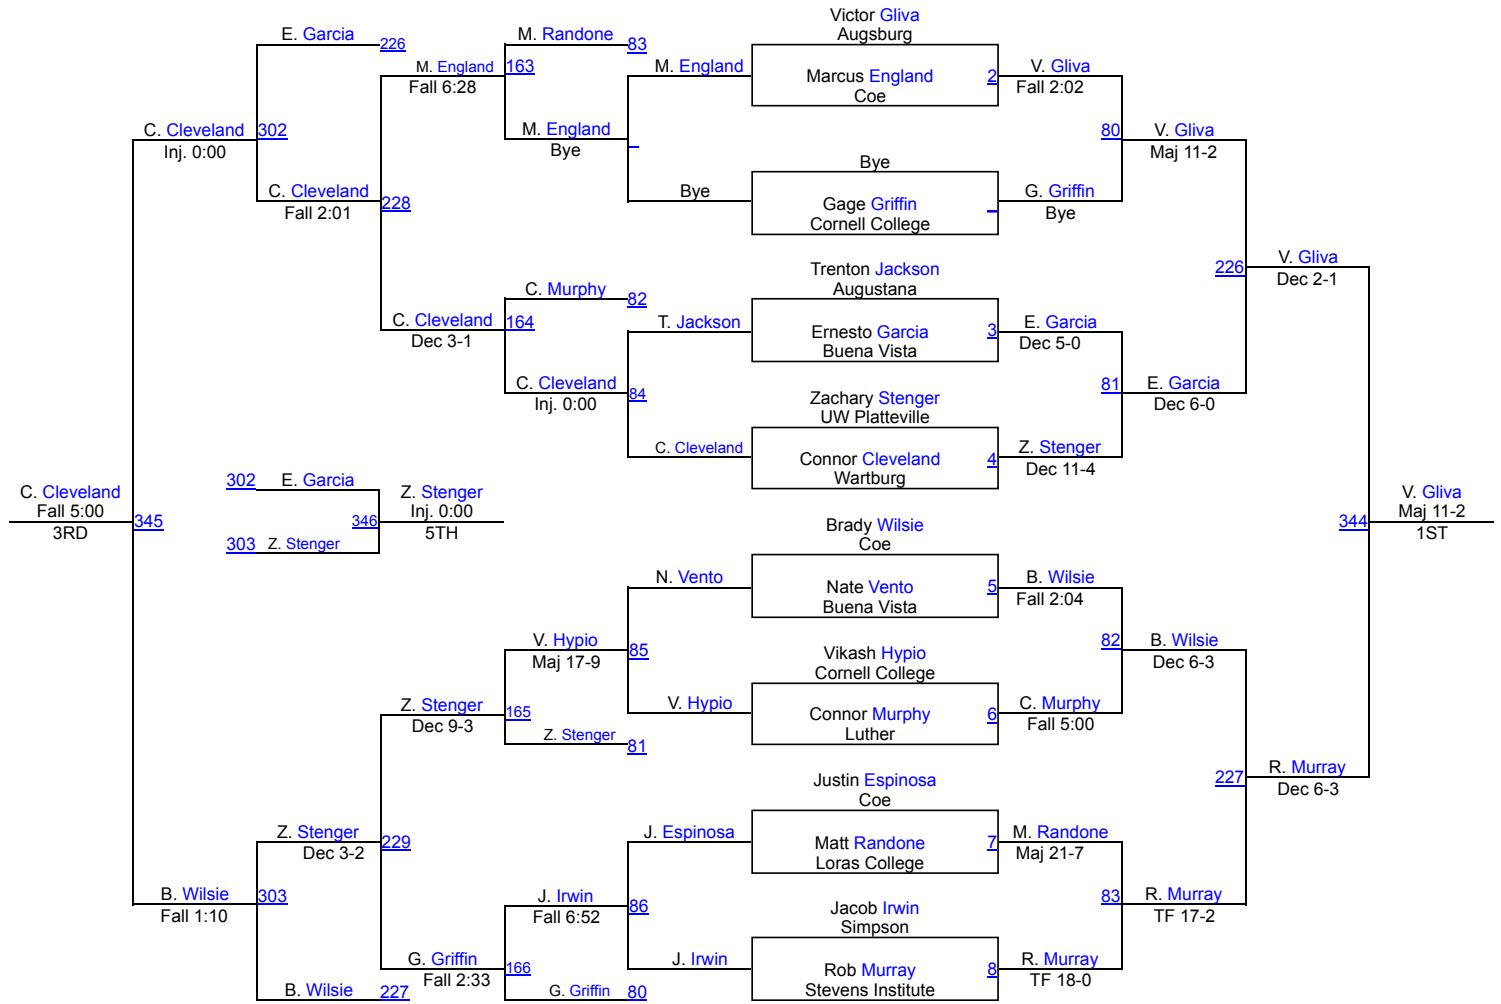 Victor Gliva
Augsburg
E. Garcia
226
M. Randone
83
M. England
Fall 6:28
163
M. England
Marcus England
Coe
2
V. Gliva
Fall 2:02
C. Cleveland
Inj. 0:00
302
M. England
Bye
80
V. Gliva
Maj 11-2
Bye
C. Cleveland
Fall 2:01
228
Bye
Gage Griffin
Cornell College
G. Griffin
Bye
Trenton Jackson
Augustana
226
V. Gliva
Dec 2-1
C. Murphy
82
C. Cleveland
Dec 3-1
164
T. Jackson
Ernesto Garcia
Buena Vista
3
E. Garcia
Dec 5-0
C. Cleveland
Inj. 0:00
84
81
E. Garcia
Dec 6-0
Zachary Stenger
UW Platteville
C. Cleveland
Connor Cleveland
Wartburg
4
Z. Stenger
Dec 11-4
302
E. Garcia
C. Cleveland
Fall 5:00
3RD
345
346
Z. Stenger
Inj. 0:00
5TH
303
Z. Stenger
344
V. Gliva
Maj 11-2
1ST
Brady Wilsie
Coe
N. Vento
Nate Vento
Buena Vista
5
B. Wilsie
Fall 2:04
V. Hypio
Maj 17-9
85
82
B. Wilsie
Dec 6-3
Vikash Hypio
Cornell College
Z. Stenger
Dec 9-3
165
V. Hypio
Connor Murphy
Luther
6
C. Murphy
Fall 5:00
Z. Stenger
81
Justin Espinosa
Coe
227
R. Murray
Dec 6-3
Z. Stenger
Dec 3-2
229
J. Espinosa
Matt Randone
Loras College
7
M. Randone
Maj 21-7
B. Wilsie
Fall 1:10
303
J. Irwin
Fall 6:52
86
83
R. Murray
TF 17-2
Jacob Irwin
Simpson
G. Griffin
Fall 2:33
166
J. Irwin
Rob Murray
Stevens Institute
8
R. Murray
TF 18-0
B. Wilsie
227
G. Griffin
80